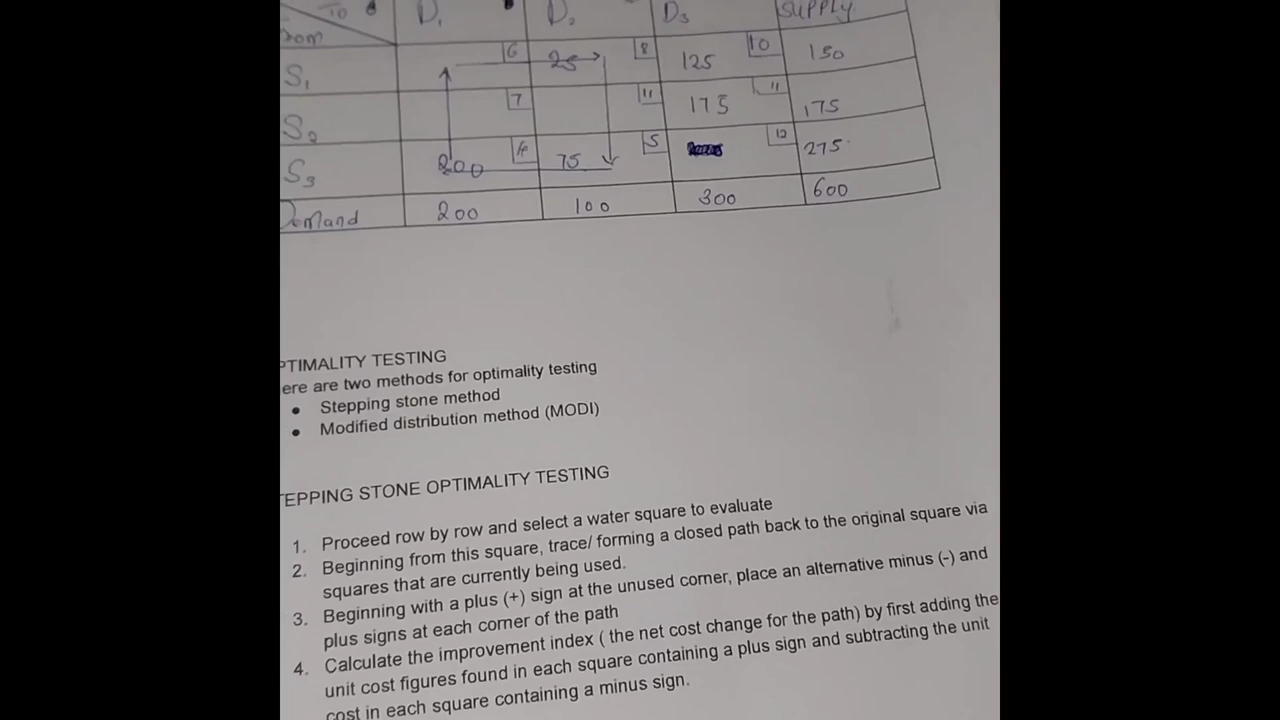 TO D1 D2 D3 SUPPLY
rom
S1 6 25 8 125 10 150
S2 7 11 175 11 175
S3 200 4 75 5 12 275
Demand 200 100 300 600
PTIMALITY TESTING
ere are two methods for optimality testing
• Stepping stone method
• Modified distribution method (MODI)
TEPPING STONE OPTIMALITY TESTING
1. Proceed row by row and select a water square to evaluate
2. Beginning from this square, trace/ forming a closed path back to the original square via
squares that are currently being used.
3. Beginning with a plus (+) sign at the unused corner, place an alternative minus (-) and
plus signs at each corner of the path
4. Calculate the improvement index ( the net cost change for the path) by first adding the
unit cost figures found in each square containing a plus sign and subtracting the unit
cost in each square containing a minus sign.